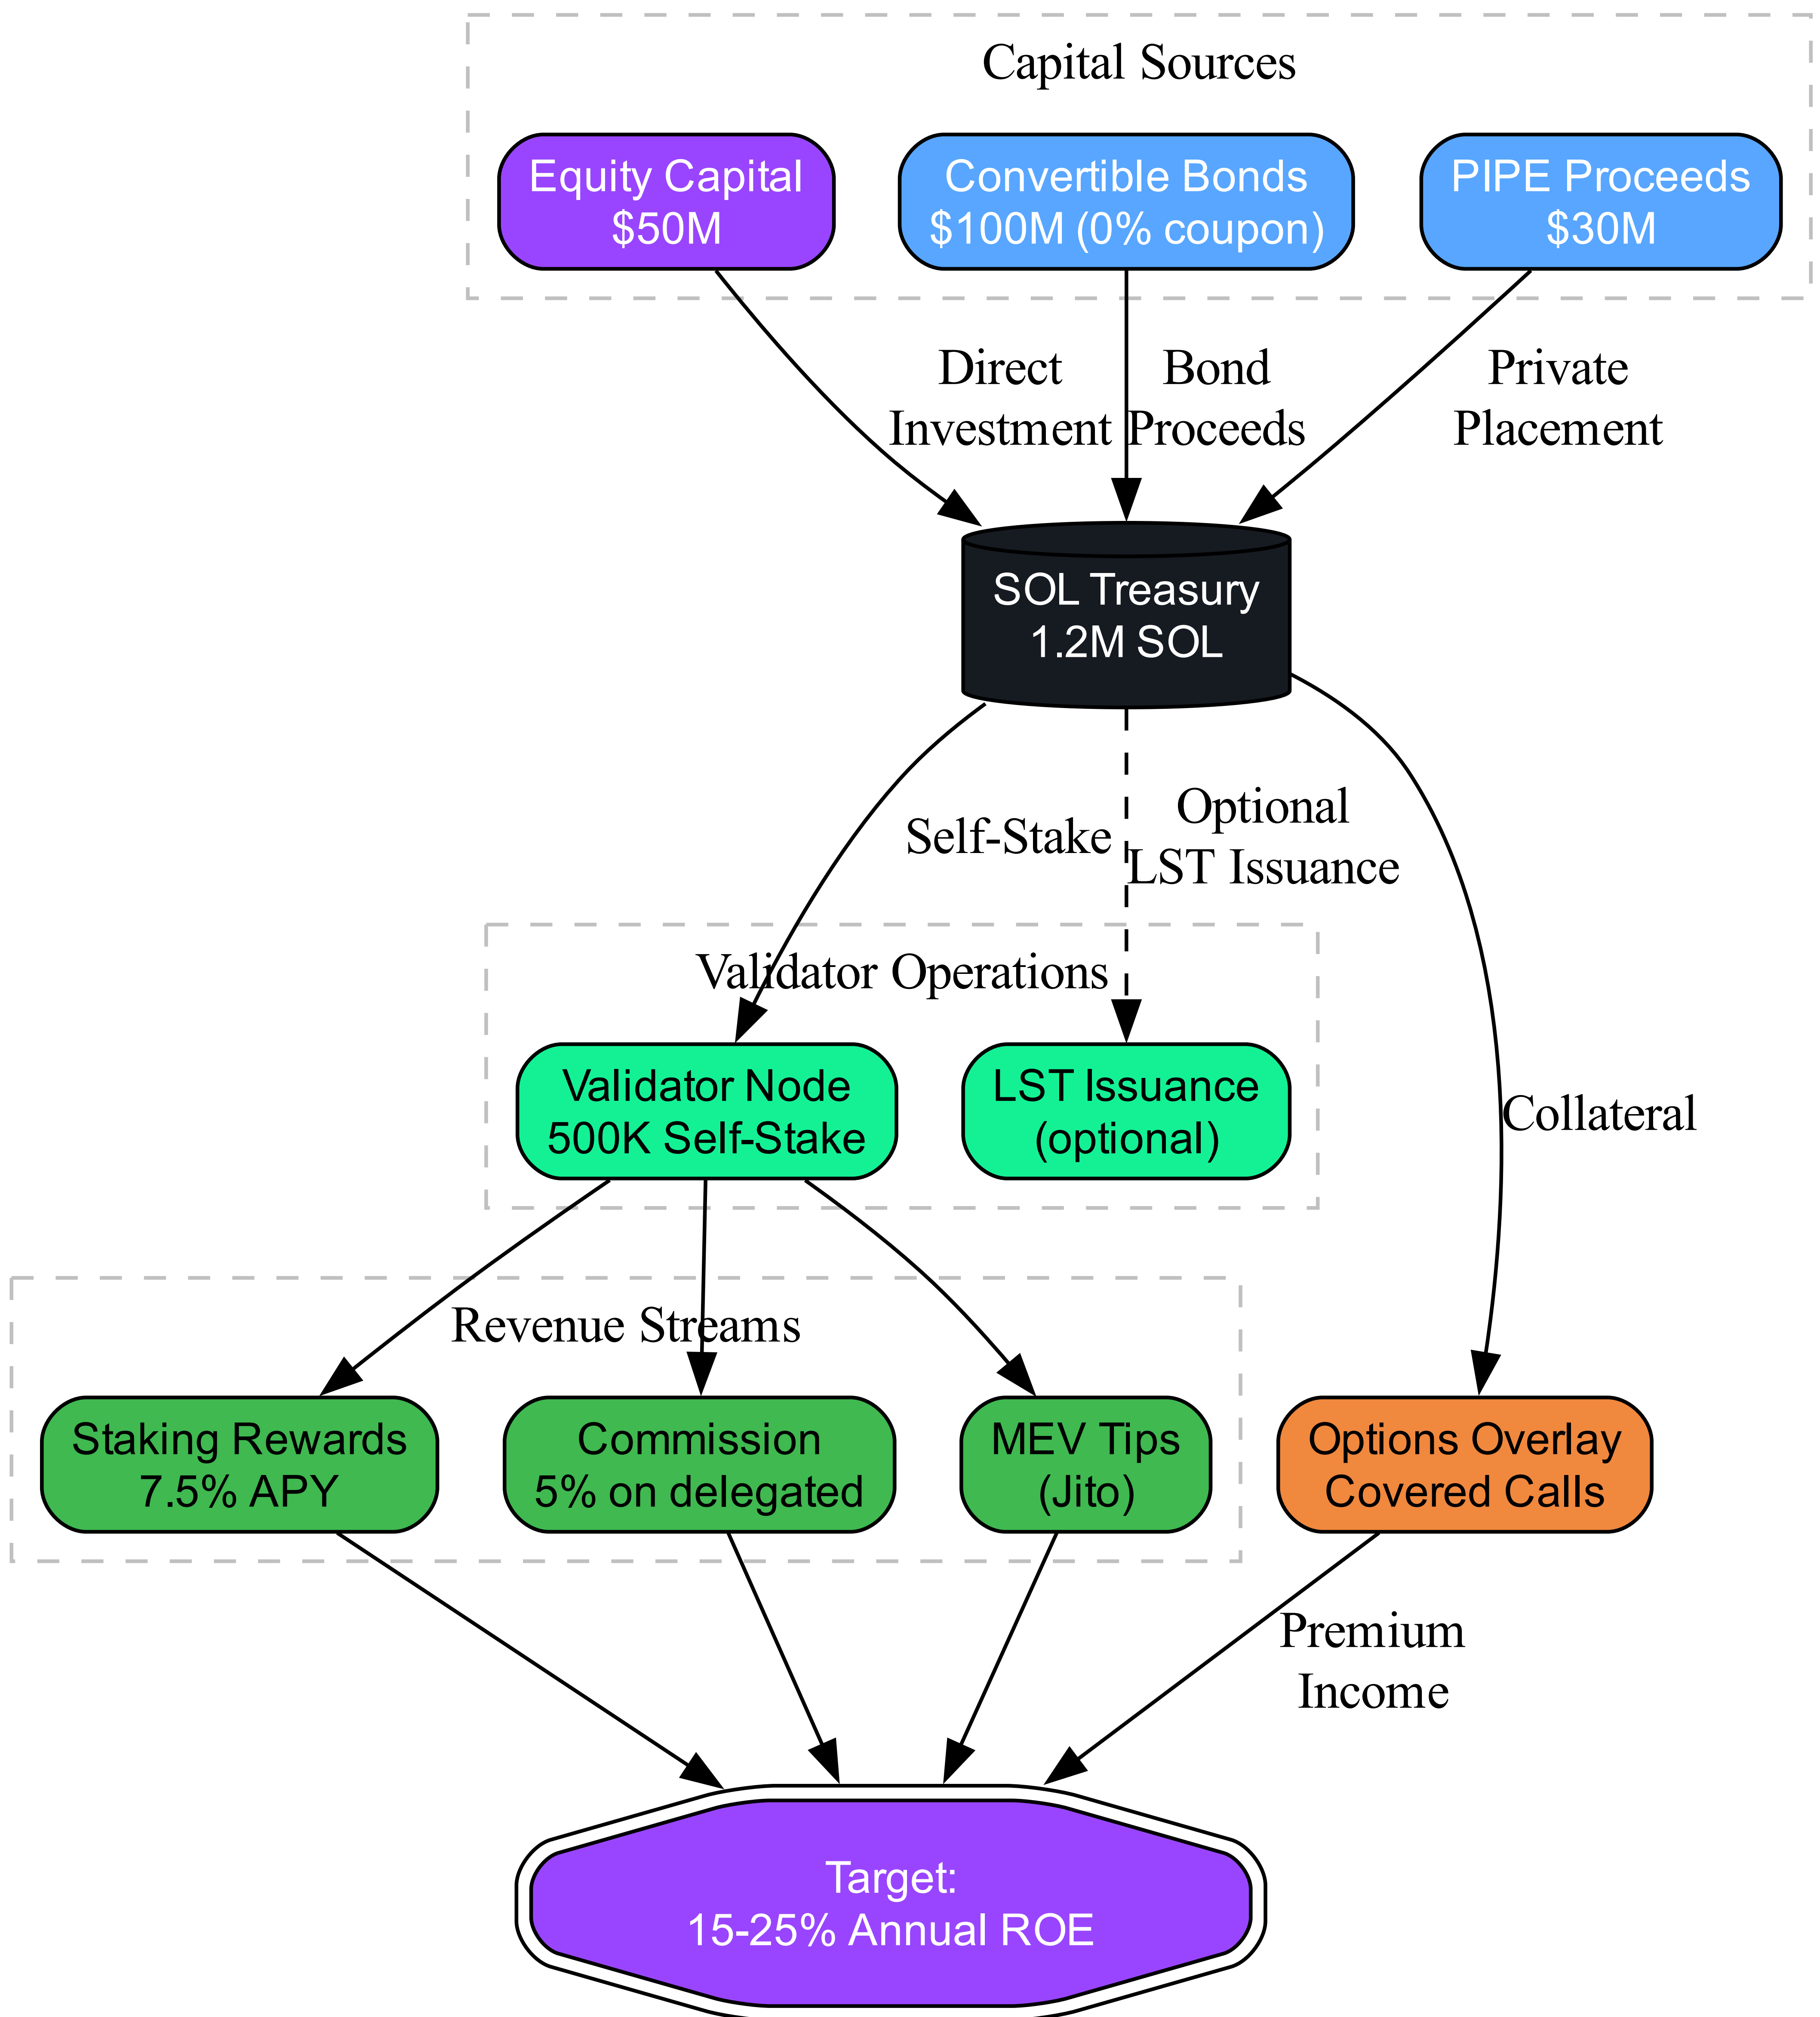 Capital Sources
Equity Capital
$50M
Convertible Bonds
$100M (0% coupon)
PIPE Proceeds
$30M
Direct
Investment
Bond
Proceeds
Private
Placement
SOL Treasury
1.2M SOL
Self-Stake
Optional
LST Issuance
Validator Operations
Validator Node
500K Self-Stake
LST Issuance
(optional)
Collateral
Revenue Streams
Staking Rewards
7.5% APY
Commission
5% on delegated
MEV Tips
(Jito)
Options Overlay
Covered Calls
Premium
Income
Target:
15-25% Annual ROE